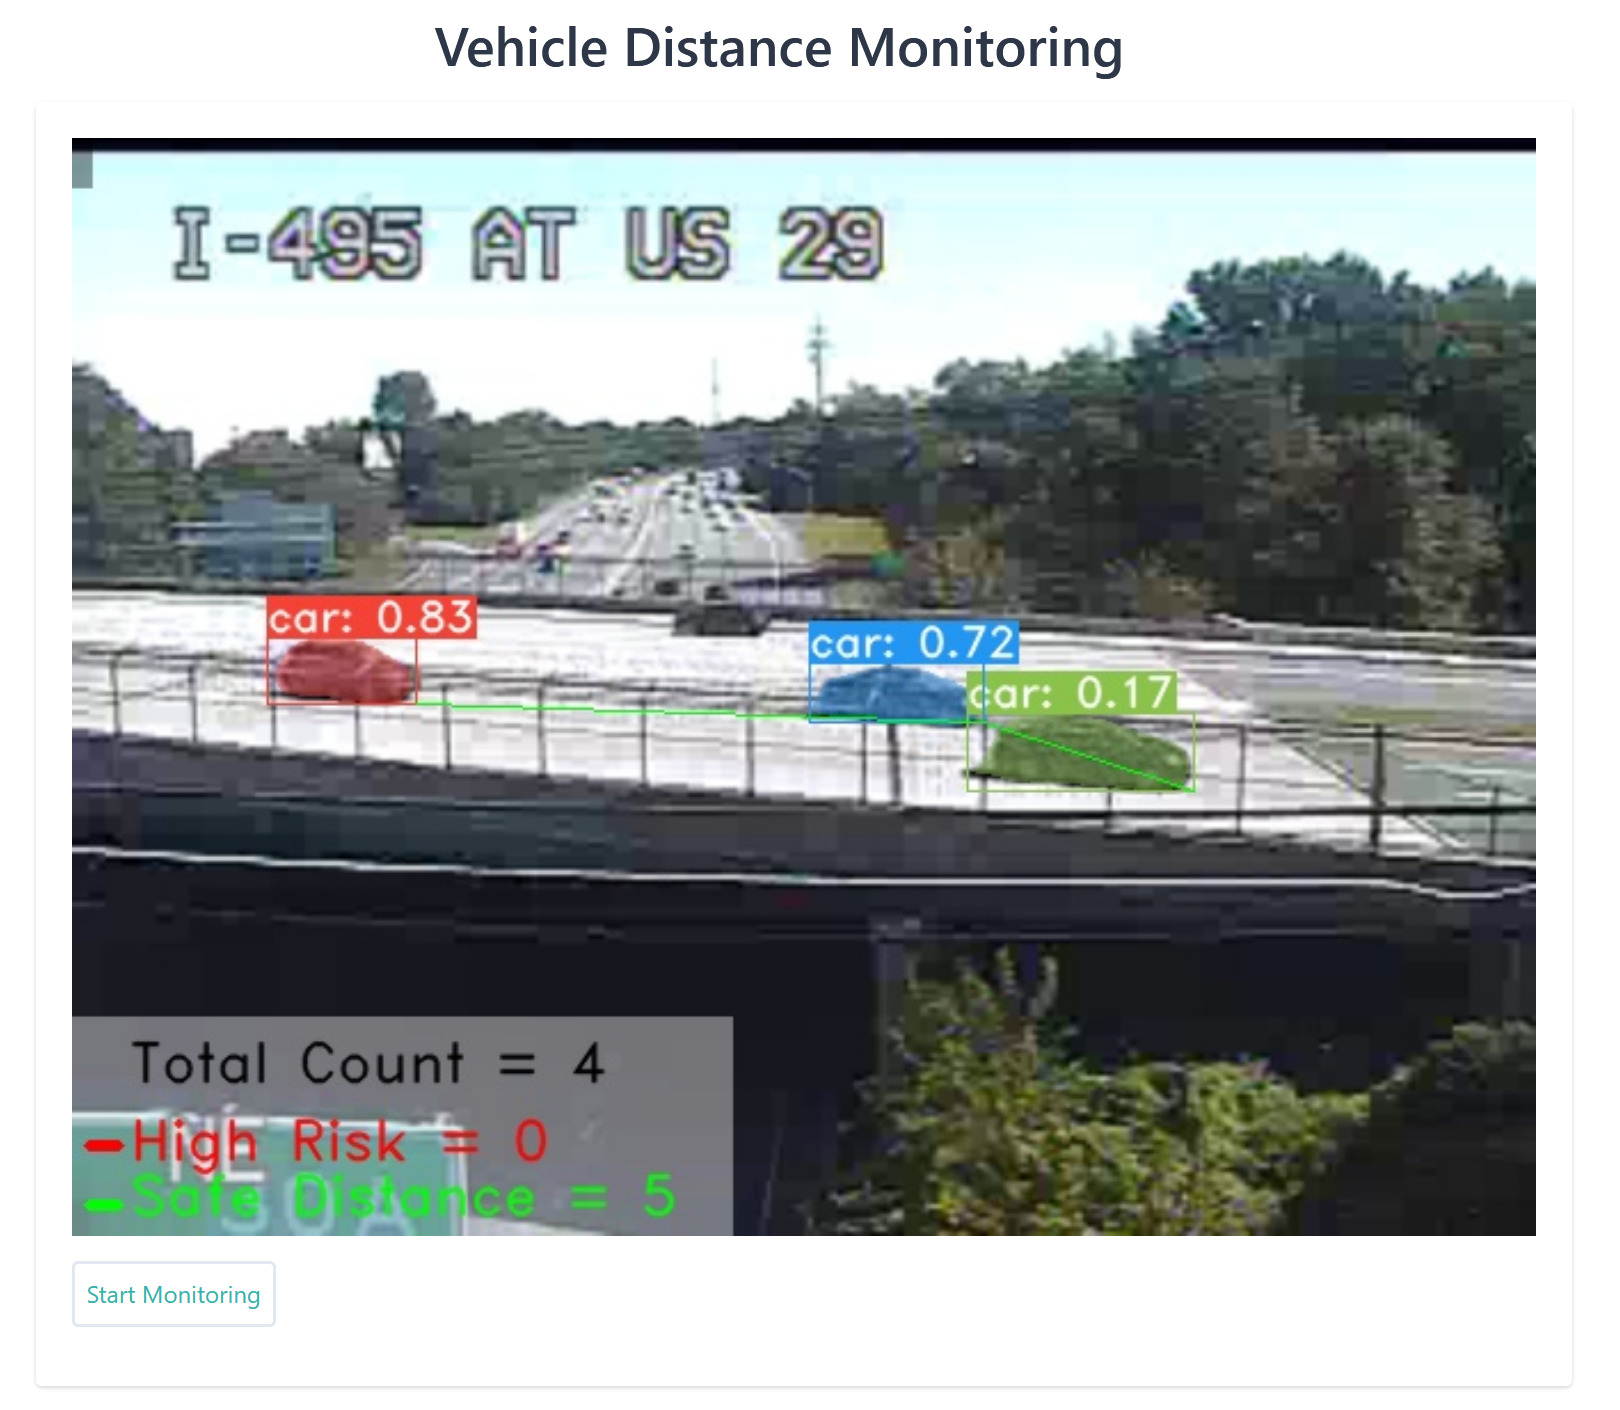 Vehicle Distance Monitoring
I-495 AT US 29
car: 0.83
car: 0.72
car: 0.17
Total Count = 4
High Risk = 0
Safe Distance = 5
Start Monitoring